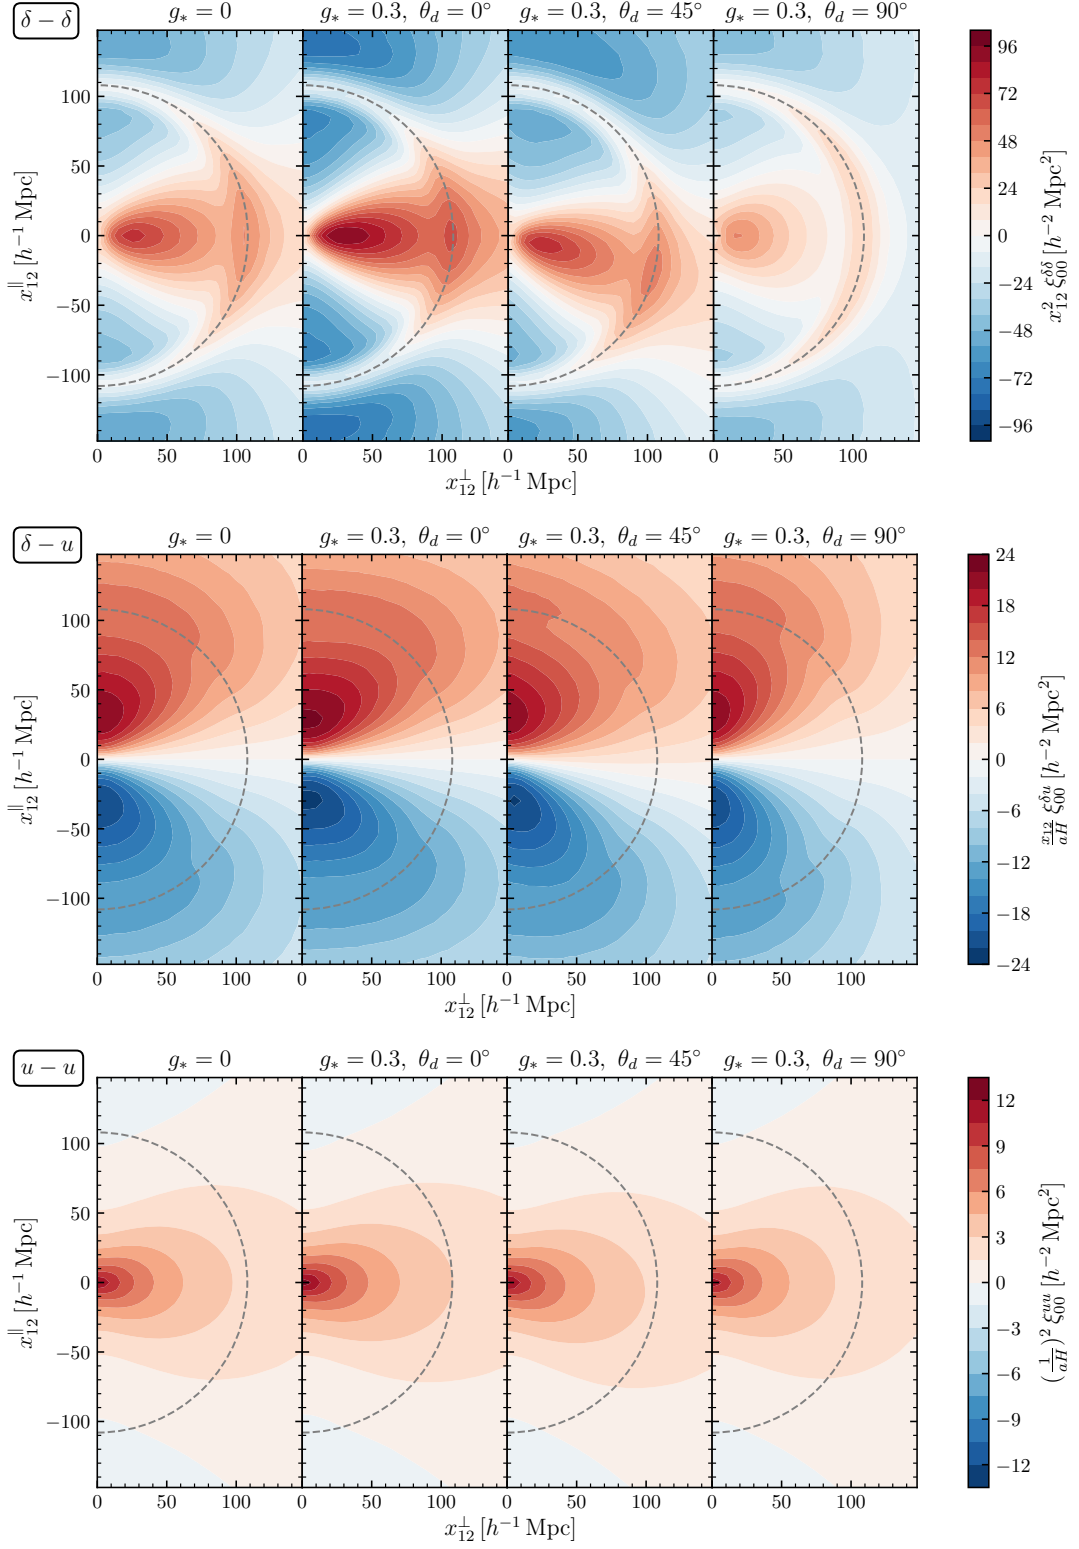 δ − δ
g* = 0
g* = 0.3, θd = 0°
g* = 0.3, θd = 45°
g* = 0.3, θd = 90°
100
50
0
−50
−100
x∥12 [h⁻¹ Mpc]
0 50 100 0 50 100 0 50 100 0 50 100
x⊥12 [h⁻¹ Mpc]
96
72
48
24
0
−24
−48
−72
−96
x²12 ξδδ00 [h⁻² Mpc²]
δ − u
g* = 0
g* = 0.3, θd = 0°
g* = 0.3, θd = 45°
g* = 0.3, θd = 90°
100
50
0
−50
−100
x∥12 [h⁻¹ Mpc]
0 50 100 0 50 100 0 50 100 0 50 100
x⊥12 [h⁻¹ Mpc]
24
18
12
6
0
−6
−12
−18
−24
x12/aH ξδu00 [h⁻² Mpc²]
u − u
g* = 0
g* = 0.3, θd = 0°
g* = 0.3, θd = 45°
g* = 0.3, θd = 90°
100
50
0
−50
−100
x∥12 [h⁻¹ Mpc]
0 50 100 0 50 100 0 50 100 0 50 100
x⊥12 [h⁻¹ Mpc]
12
9
6
3
0
−3
−6
−9
−12
(1/aH)² ξuu00 [h⁻² Mpc²]